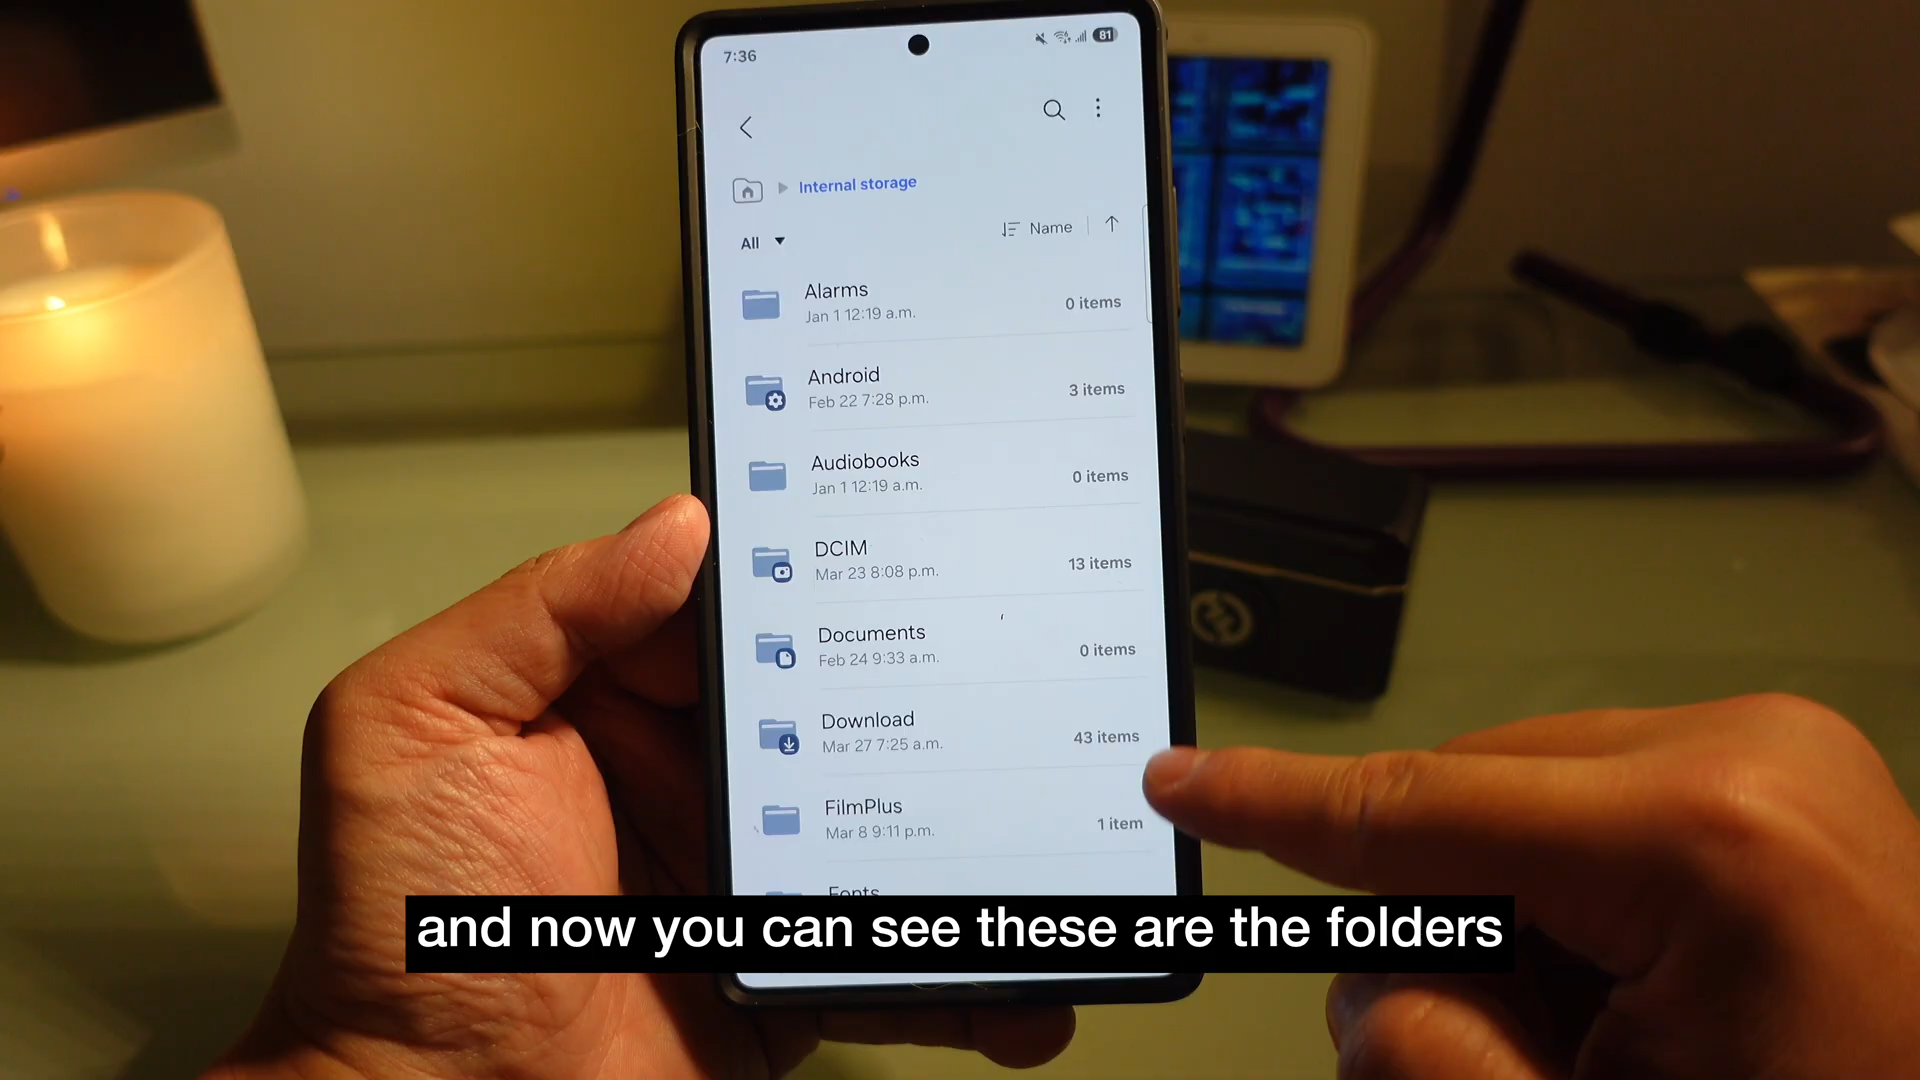 7:36
81
Internal storage
All
Name
Alarms
Jan 1 12:19 a.m.
0 items
Android
Feb 22 7:28 p.m.
3 items
Audiobooks
Jan 1 12:19 a.m.
0 items
DCIM
Mar 23 8:08 p.m.
13 items
Documents
Feb 24 9:33 a.m.
0 items
Download
Mar 27 7:25 a.m.
43 items
FilmPlus
Mar 8 9:11 p.m.
1 item
Fonts
and now you can see these are the folders